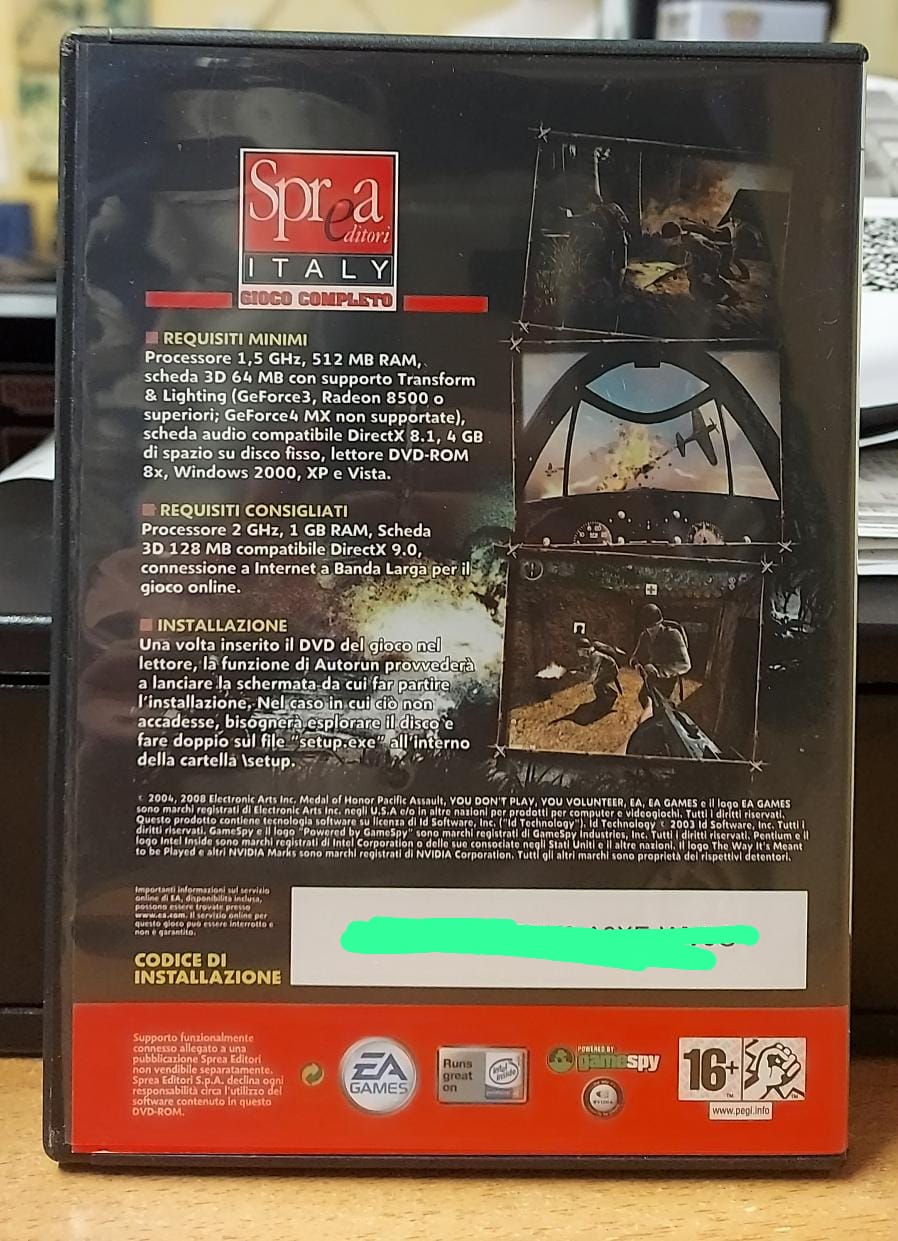 Sprea
editori
ITALY
GIOCO COMPLETO
REQUISITI MINIMI
Processore 1,5 GHz, 512 MB RAM,
scheda 3D 64 MB con supporto Transform
& Lighting (GeForce3, Radeon 8500 o
superiori; GeForce4 MX non supportate),
scheda audio compatibile DirectX 8.1, 4 GB
di spazio su disco fisso, lettore DVD-ROM
8x, Windows 2000, XP e Vista.
REQUISITI CONSIGLIATI
Processore 2 GHz, 1 GB RAM, Scheda
3D 128 MB compatibile DirectX 9.0,
connessione a Internet a Banda Larga per il
gioco online.
INSTALLAZIONE
Una volta inserito il DVD del gioco nel
lettore, la funzione di Autorun provvederà
a lanciare la schermata da cui far partire
l'installazione. Nel caso in cui ciò non
accadesse, bisognerà esplorare il disco e
fare doppio sul file "setup.exe" all'interno
della cartella \setup.
© 2004, 2008 Electronic Arts Inc. Medal of Honor Pacific Assault, YOU DON'T PLAY, YOU VOLUNTEER, EA, EA GAMES e il logo EA GAMES
sono marchi registrati di Electronic Arts Inc. negli U.S.A e/o in altre nazioni per prodotti per computer e videogiochi. Tutti i diritti riservati.
Questo prodotto contiene tecnologia software su licenza di Id Software, Inc. ("Id Technology"). Id Technology © 2003 Id Software, Inc. Tutti i
diritti riservati. GameSpy e il logo "Powered by GameSpy" sono marchi registrati di GameSpy Industries, Inc. Tutti i diritti riservati. Pentium e il
logo Intel Inside sono marchi registrati di Intel Corporation o delle sue consociate negli Stati Uniti e il altre nazioni. Il logo The Way It's Meant
to be Played e altri NVIDIA Marks sono marchi registrati di NVIDIA Corporation. Tutti gli altri marchi sono proprietà dei rispettivi detentori.
Importanti informazioni sul servizio
online di EA, disponibilità inclusa,
possono essere trovate presso
www.ea.com. Il servizio online per
questo gioco può essere interrotto e
non è garantito.
CODICE DI
INSTALLAZIONE
Supporto funzionalmente
connesso allegato a una
pubblicazione Sprea Editori
non vendibile separatamente.
Sprea Editori S.p.A. declina ogni
responsabilità circa l'utilizzo del
software contenuto in questo
DVD-ROM.
EA
GAMES
Runs
great
on
intel
inside
POWERED BY
gamespy
16+
www.pegi.info